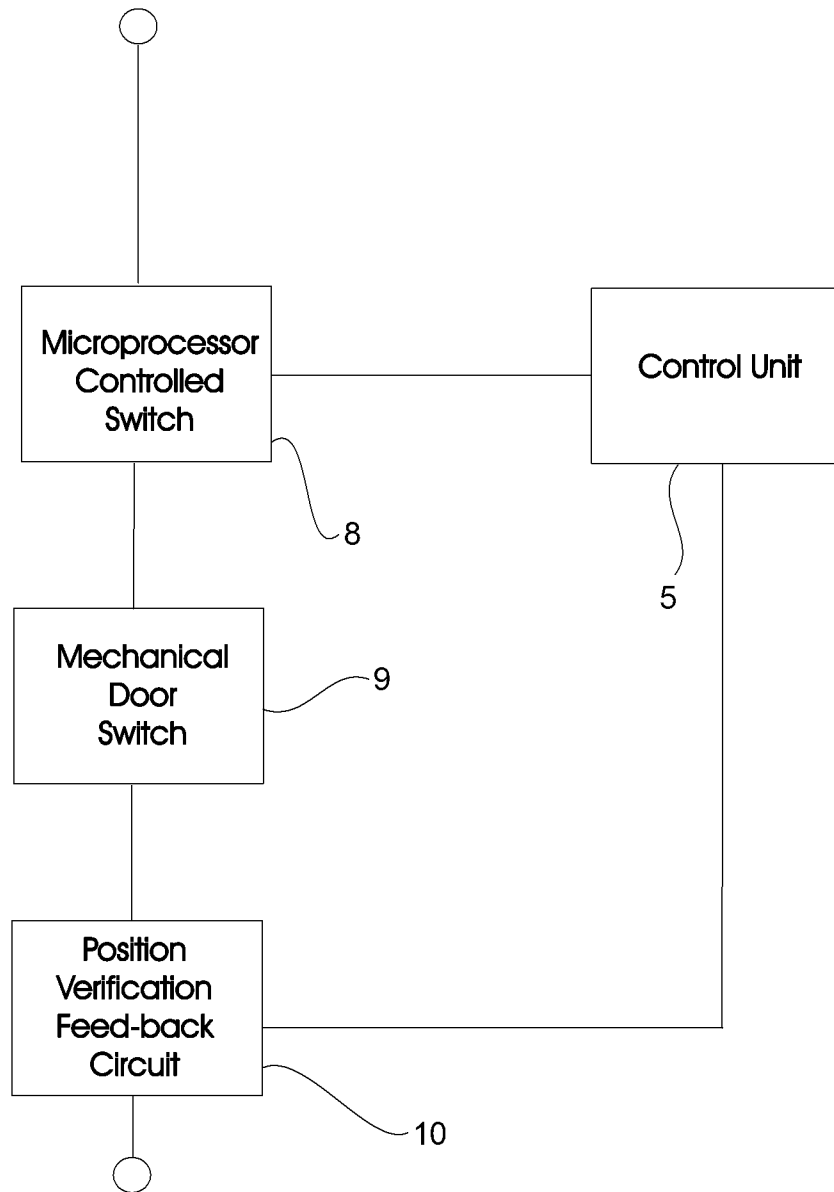 Microprocessor
Controlled
Switch
Control Unit
8
5
Mechanical
Door
Switch
9
Position
Verification
Feed-back
Circuit
10